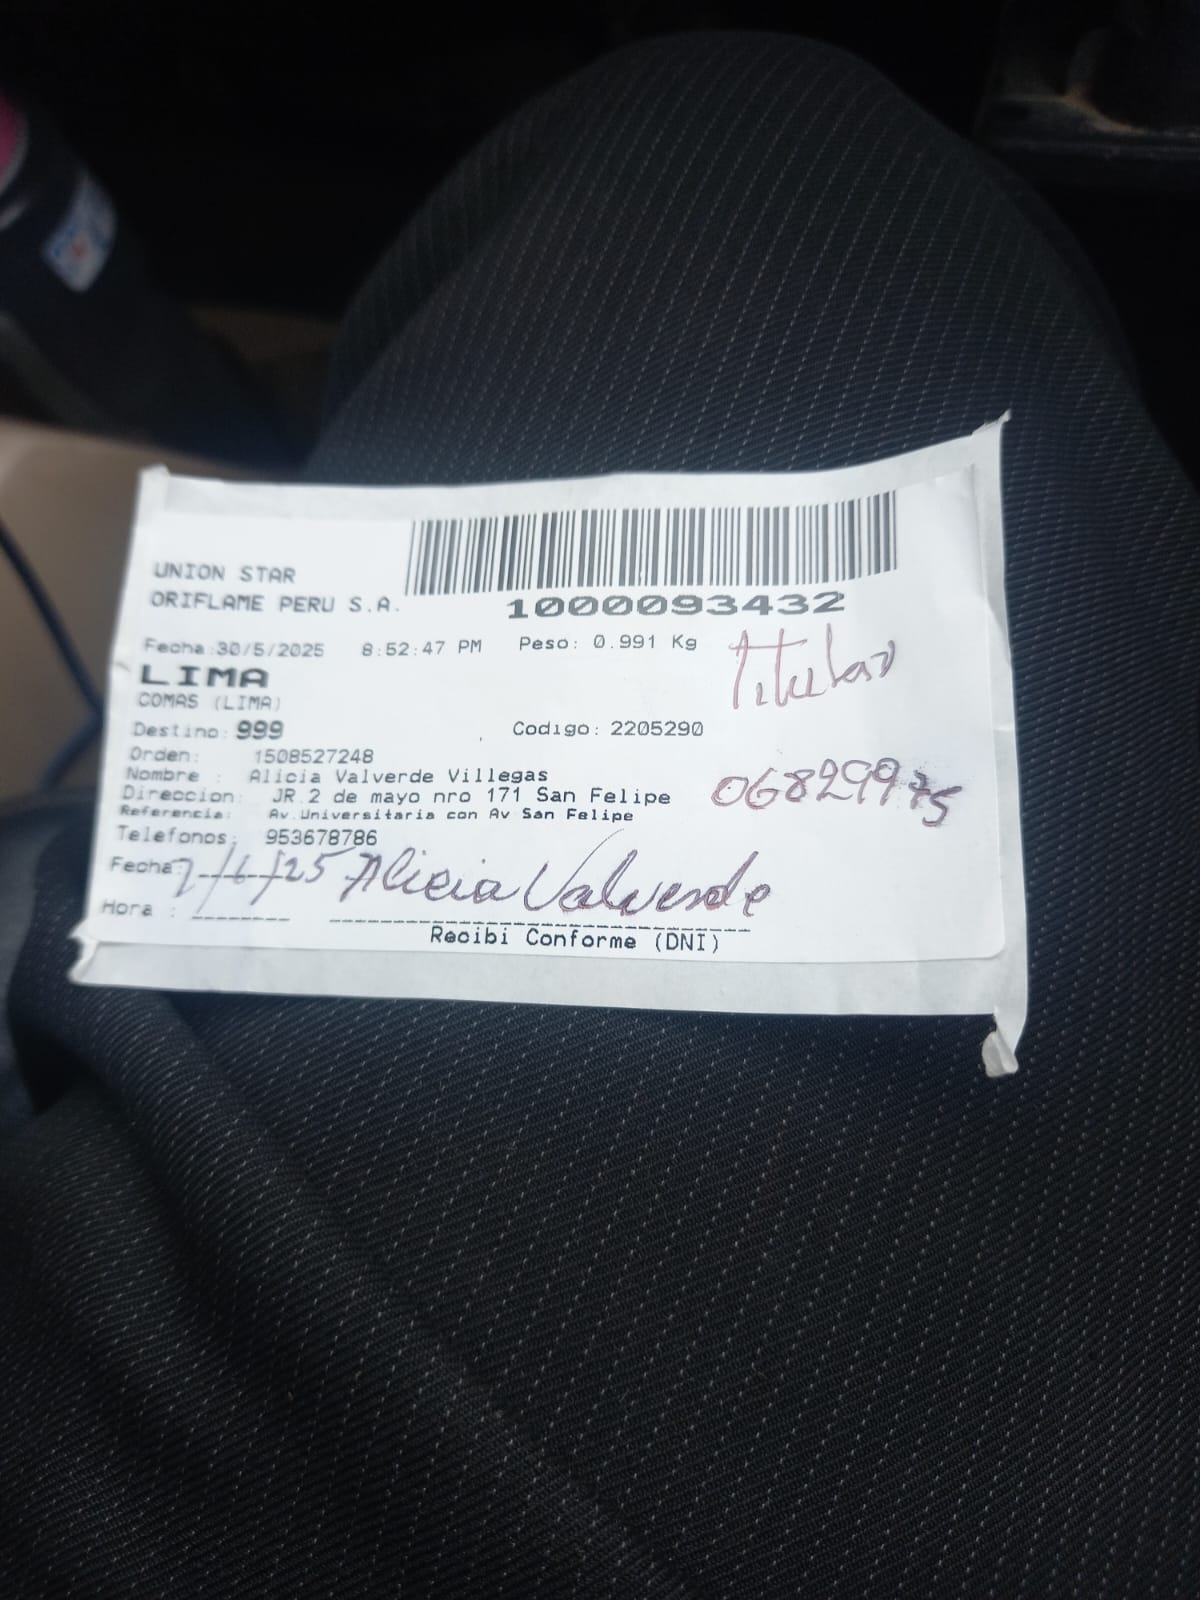 UNION STAR
ORIFLAME PERU S.A.
1000093432
Fecha:30/5/2025 8:52:47 PM Peso: 0.991 Kg
Titular
LIMA
COMAS (LIMA)
Destino: 999 Codigo: 2205290
Orden: 1508527248
Nombre : Alicia Valverde Villegas
Direccion: JR.2 de mayo nro 171 San Felipe
06829975
Referencia: Av.Universitaria con Av San Felipe
Telefonos: 953678786
Fecha: 7/6/25 Alicia Valverde
Hora :
Recibi Conforme (DNI)